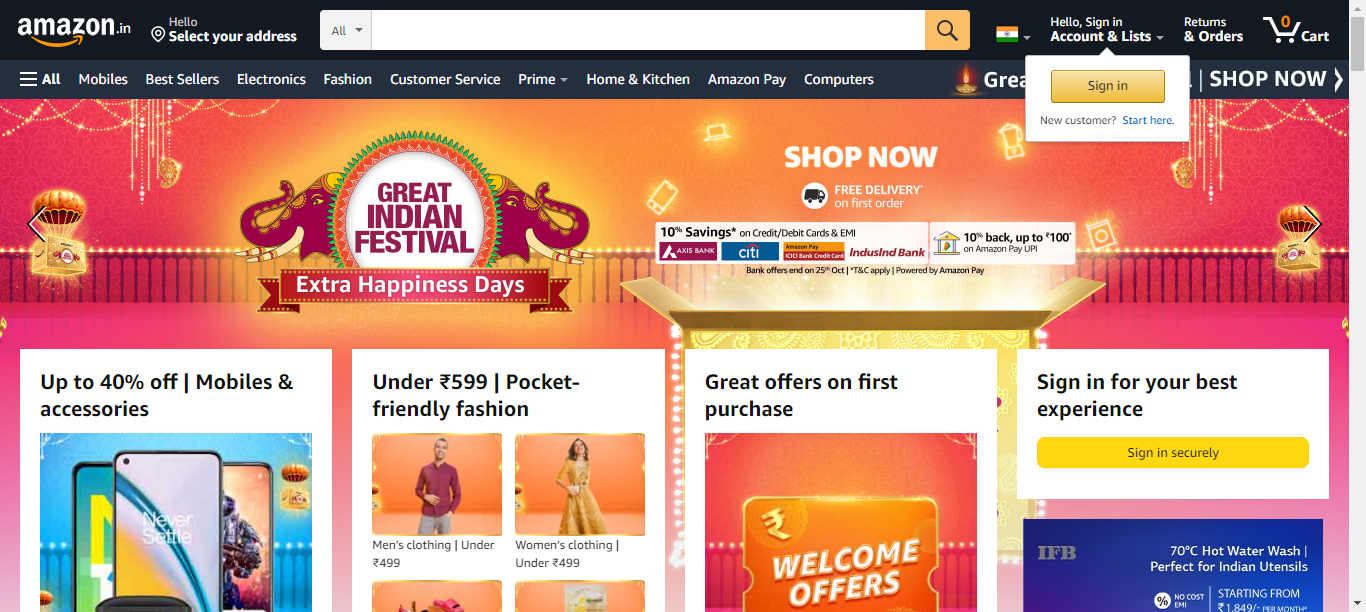 amazon.in
Hello
Select your address
All
Hello, Sign in
Account & Lists
Returns
& Orders
0
Cart
All
Mobiles
Best Sellers
Electronics
Fashion
Customer Service
Prime
Home & Kitchen
Amazon Pay
Computers
| SHOP NOW
Sign in
New customer? Start here.
GREAT
INDIAN
FESTIVAL
Extra Happiness Days
SHOP NOW
FREE DELIVERY*
on first order
10% Savings* on Credit/Debit Cards & EMI
AXIS BANK
citi
Amazon Pay
ICICI Bank Credit Card
IndusInd Bank
10% back, up to ₹100*
on Amazon Pay UPI
Bank offers end on 25th Oct | *T&C apply | Powered by Amazon Pay
Up to 40% off | Mobiles &
accessories
Never
Settle
Under ₹599 | Pocket-
friendly fashion
Men's clothing | Under
₹499
Women's clothing |
Under ₹499
Great offers on first
purchase
WELCOME
OFFERS
Sign in for your best
experience
Sign in securely
IFB
70°C Hot Water Wash |
Perfect for Indian Utensils
NO COST
EMI
STARTING FROM
₹ 1,849/- PER MONTH*